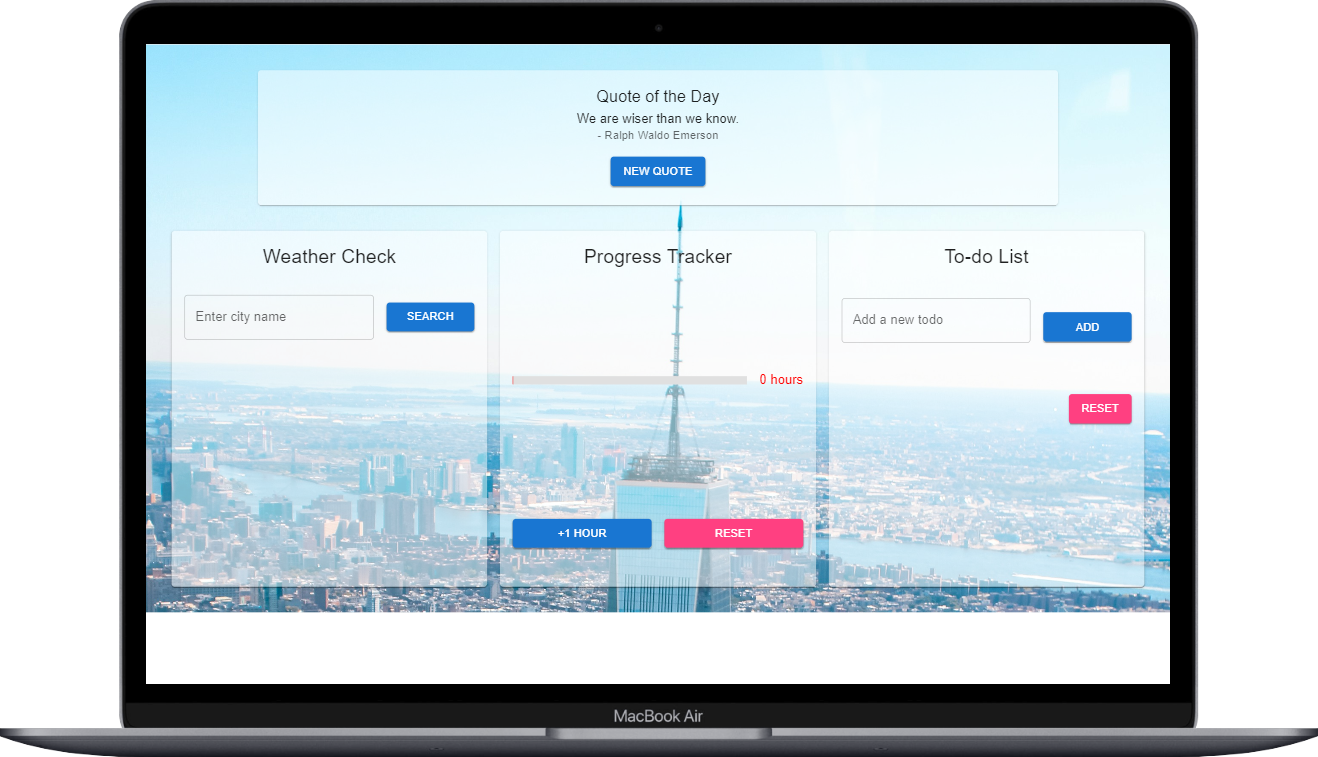 Quote of the Day
We are wiser than we know.
- Ralph Waldo Emerson
NEW QUOTE
Weather Check
Enter city name
SEARCH
Progress Tracker
0 hours
+1 HOUR
RESET
To-do List
Add a new todo
ADD
RESET
MacBook Air